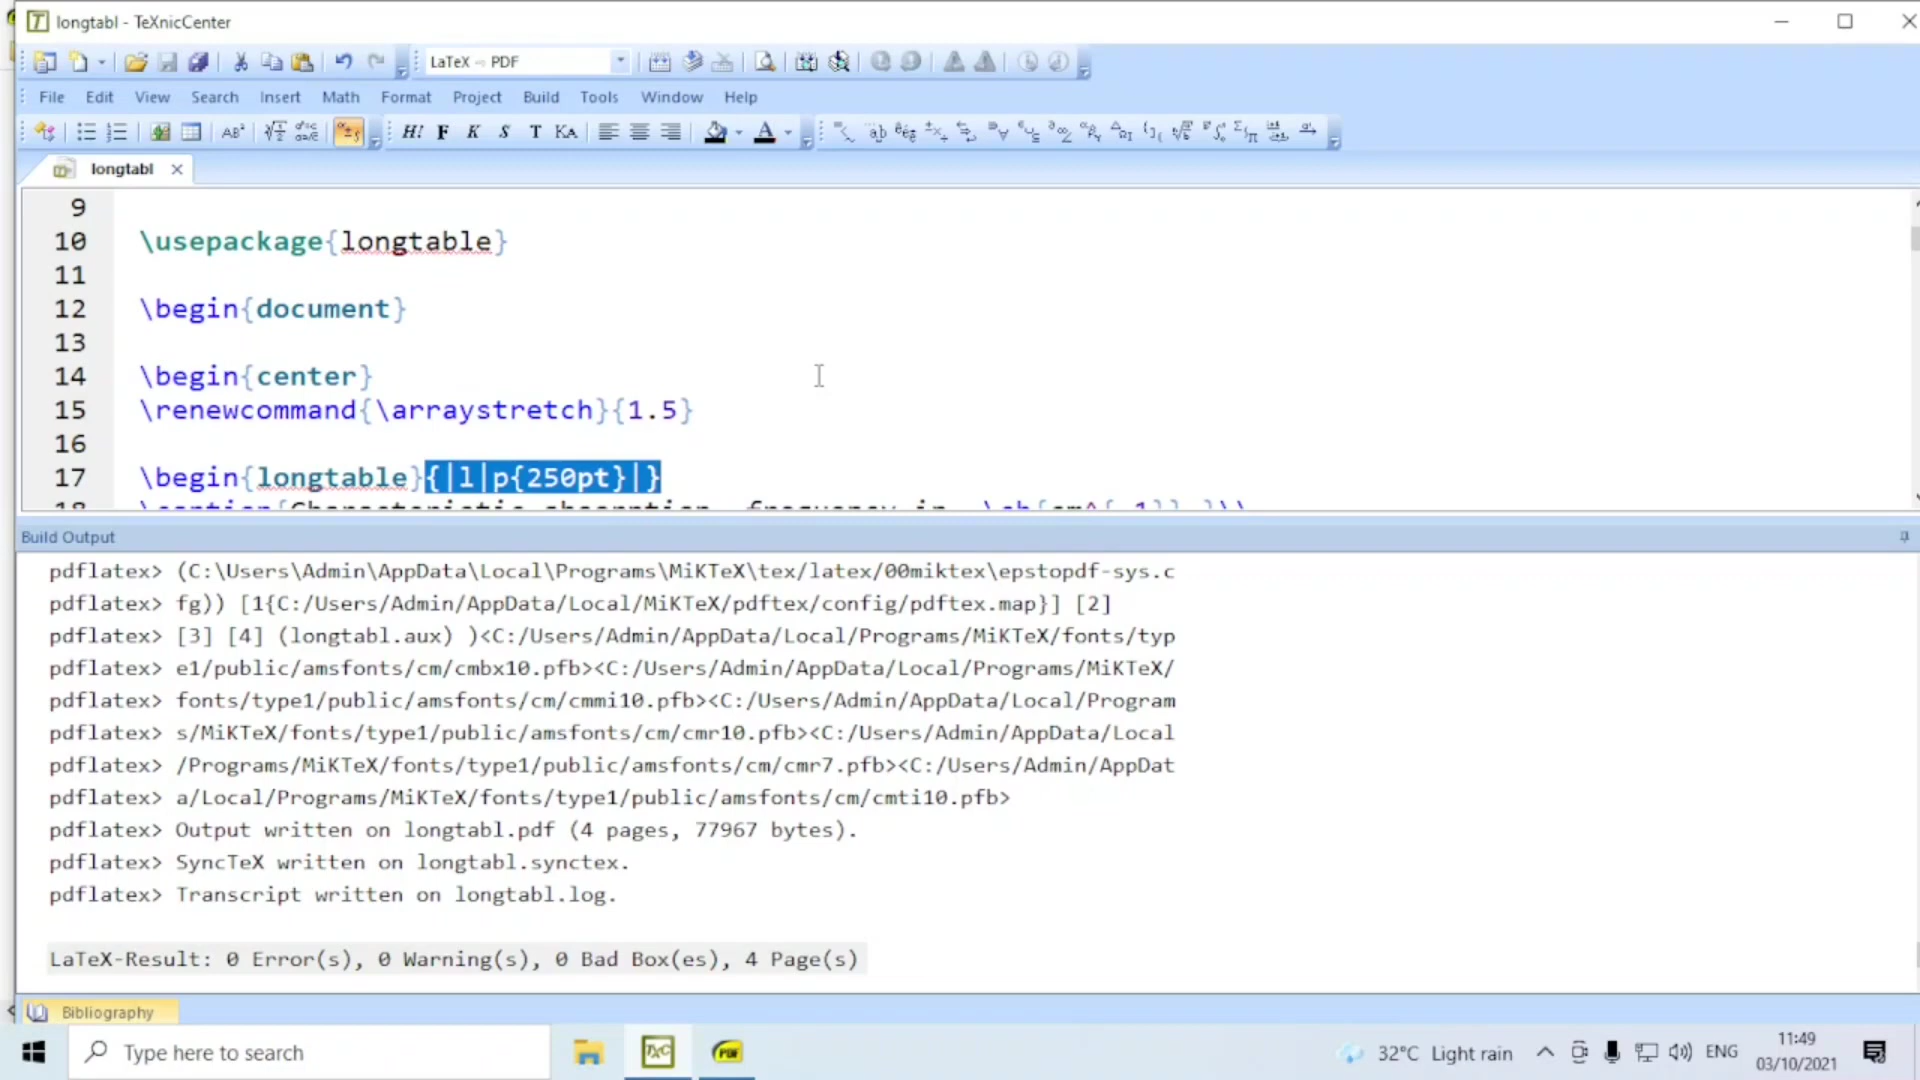 longtabl - TeXnicCenter
LaTeX ⇨ PDF
File Edit View Search Insert Math Format Project Build Tools Window Help
H! F K S T KA
longtabl
9
10 \usepackage{longtable}
11
12 \begin{document}
13
14 \begin{center}
15 \renewcommand{\arraystretch}{1.5}
16
17 \begin{longtable}{|l|p{250pt}|}
Build Output
pdflatex> (C:\Users\Admin\AppData\Local\Programs\MiKTeX\tex/latex/00miktex\epstopdf-sys.c
pdflatex> fg)) [1{C:/Users/Admin/AppData/Local/MiKTeX/pdftex/config/pdftex.map}] [2]
pdflatex> [3] [4] (longtabl.aux) )<C:/Users/Admin/AppData/Local/Programs/MiKTeX/fonts/typ
pdflatex> e1/public/amsfonts/cm/cmbx10.pfb><C:/Users/Admin/AppData/Local/Programs/MiKTeX/
pdflatex> fonts/type1/public/amsfonts/cm/cmmi10.pfb><C:/Users/Admin/AppData/Local/Program
pdflatex> s/MiKTeX/fonts/type1/public/amsfonts/cm/cmr10.pfb><C:/Users/Admin/AppData/Local
pdflatex> /Programs/MiKTeX/fonts/type1/public/amsfonts/cm/cmr7.pfb><C:/Users/Admin/AppDat
pdflatex> a/Local/Programs/MiKTeX/fonts/type1/public/amsfonts/cm/cmti10.pfb>
pdflatex> Output written on longtabl.pdf (4 pages, 77967 bytes).
pdflatex> SyncTeX written on longtabl.synctex.
pdflatex> Transcript written on longtabl.log.
LaTeX-Result: 0 Error(s), 0 Warning(s), 0 Bad Box(es), 4 Page(s)
Bibliography
Type here to search
32°C Light rain
ENG
11:49
03/10/2021